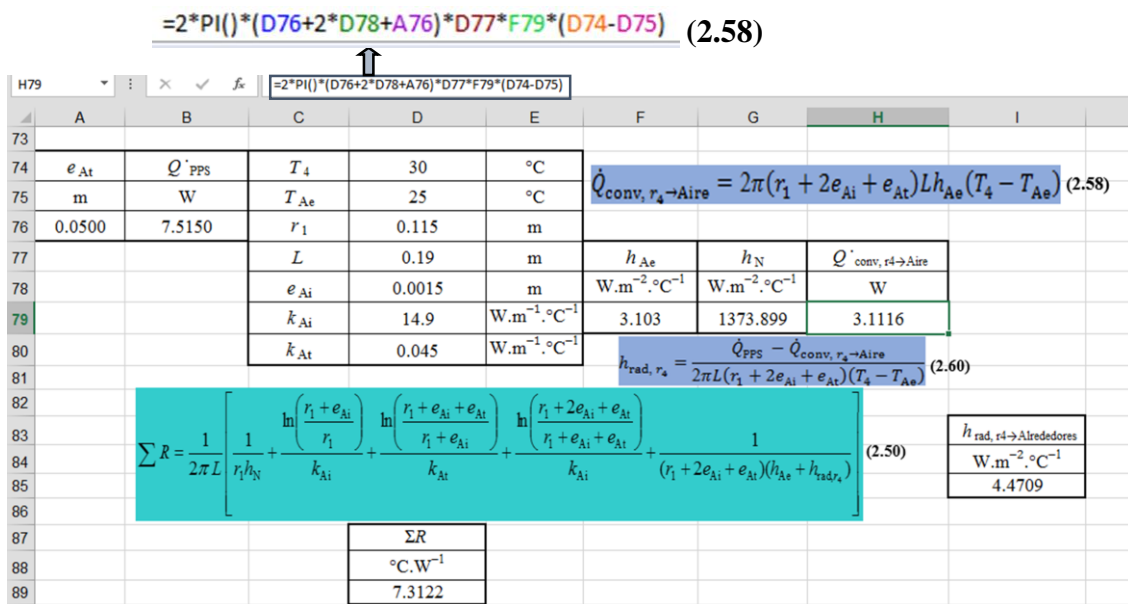 =2*PI()*(D76+2*D78+A76)*D77*F79*(D74-D75) (2.58)
H79 fx =2*PI()*(D76+2*D78+A76)*D77*F79*(D74-D75)
A B C D E F G H I
73
74 e At Q˙PPS T4 30 °C
75 m W T Ae 25 °C
Q̇conv, r4→Aire = 2π(r1 + 2eAi + eAt)LhAe(T4 − TAe) (2.58)
76 0.0500 7.5150 r1 0.115 m
77 L 0.19 m h Ae h N Q˙conv, r4→Aire
78 e Ai 0.0015 m W.m−2.°C−1 W.m−2.°C−1 W
79 k Ai 14.9 W.m−1.°C−1 3.103 1373.899 3.1116
80 k At 0.045 W.m−1.°C−1
81
hrad, r4 = (Q̇PPS − Q̇conv, r4→Aire) / (2πL(r1 + 2eAi + eAt)(T4 − TAe)) (2.60)
82
83
84
85
86
∑R = 1/(2πL) [ 1/(r1hN) + ln((r1 + eAi)/r1)/kAi + ln((r1 + eAi + eAt)/(r1 + eAi))/kAt + ln((r1 + 2eAi + eAt)/(r1 + eAi + eAt))/kAi + 1/((r1 + 2eAi + eAt)(hAe + hrad,r4)) ] (2.50)
h rad, r4→Alrededores
W.m−2.°C−1
4.4709
87 ΣR
88 °C.W−1
89 7.3122